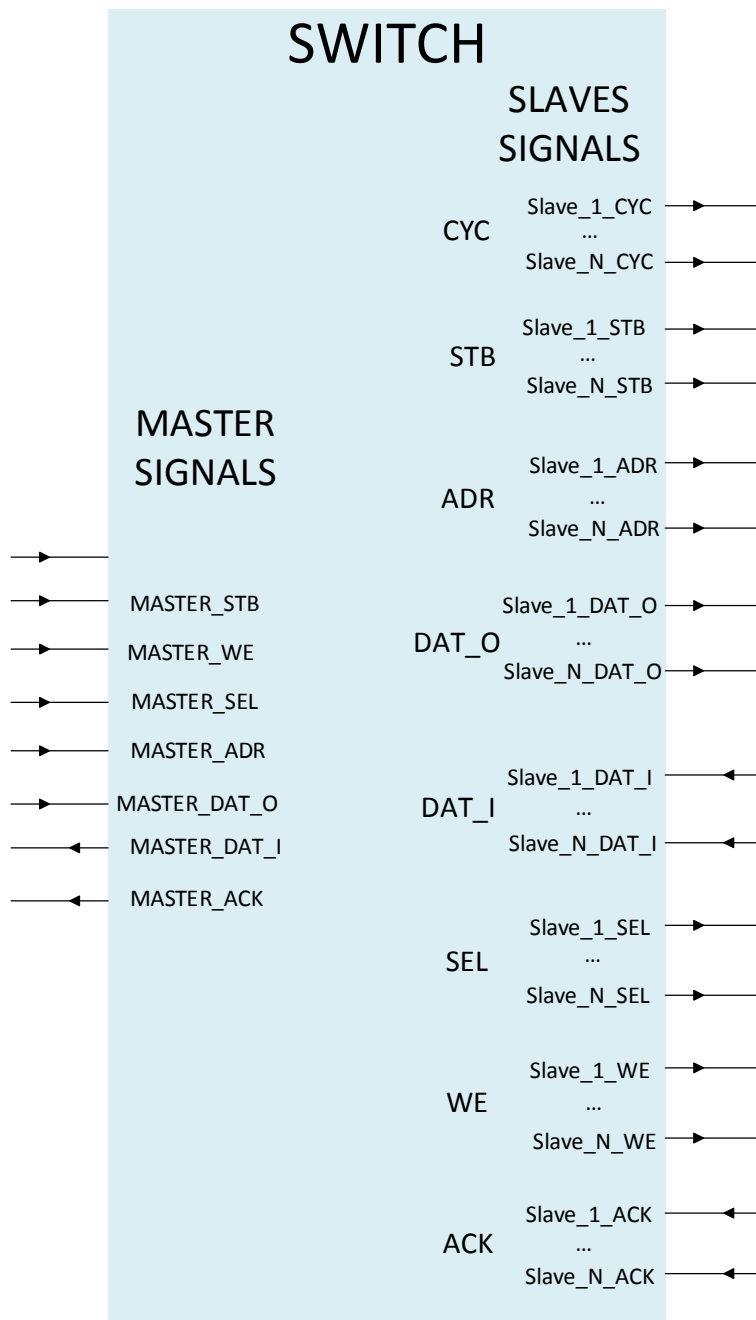 SWITCH
MASTER
SIGNALS
MASTER_STB
MASTER_WE
MASTER_SEL
MASTER_ADR
MASTER_DAT_O
MASTER_DAT_I
MASTER_ACK
SLAVES
SIGNALS
CYC
Slave_1_CYC
...
Slave_N_CYC
STB
Slave_1_STB
...
Slave_N_STB
ADR
Slave_1_ADR
...
Slave_N_ADR
DAT_O
Slave_1_DAT_O
...
Slave_N_DAT_O
DAT_I
Slave_1_DAT_I
...
Slave_N_DAT_I
SEL
Slave_1_SEL
...
Slave_N_SEL
WE
Slave_1_WE
...
Slave_N_WE
ACK
Slave_1_ACK
...
Slave_N_ACK